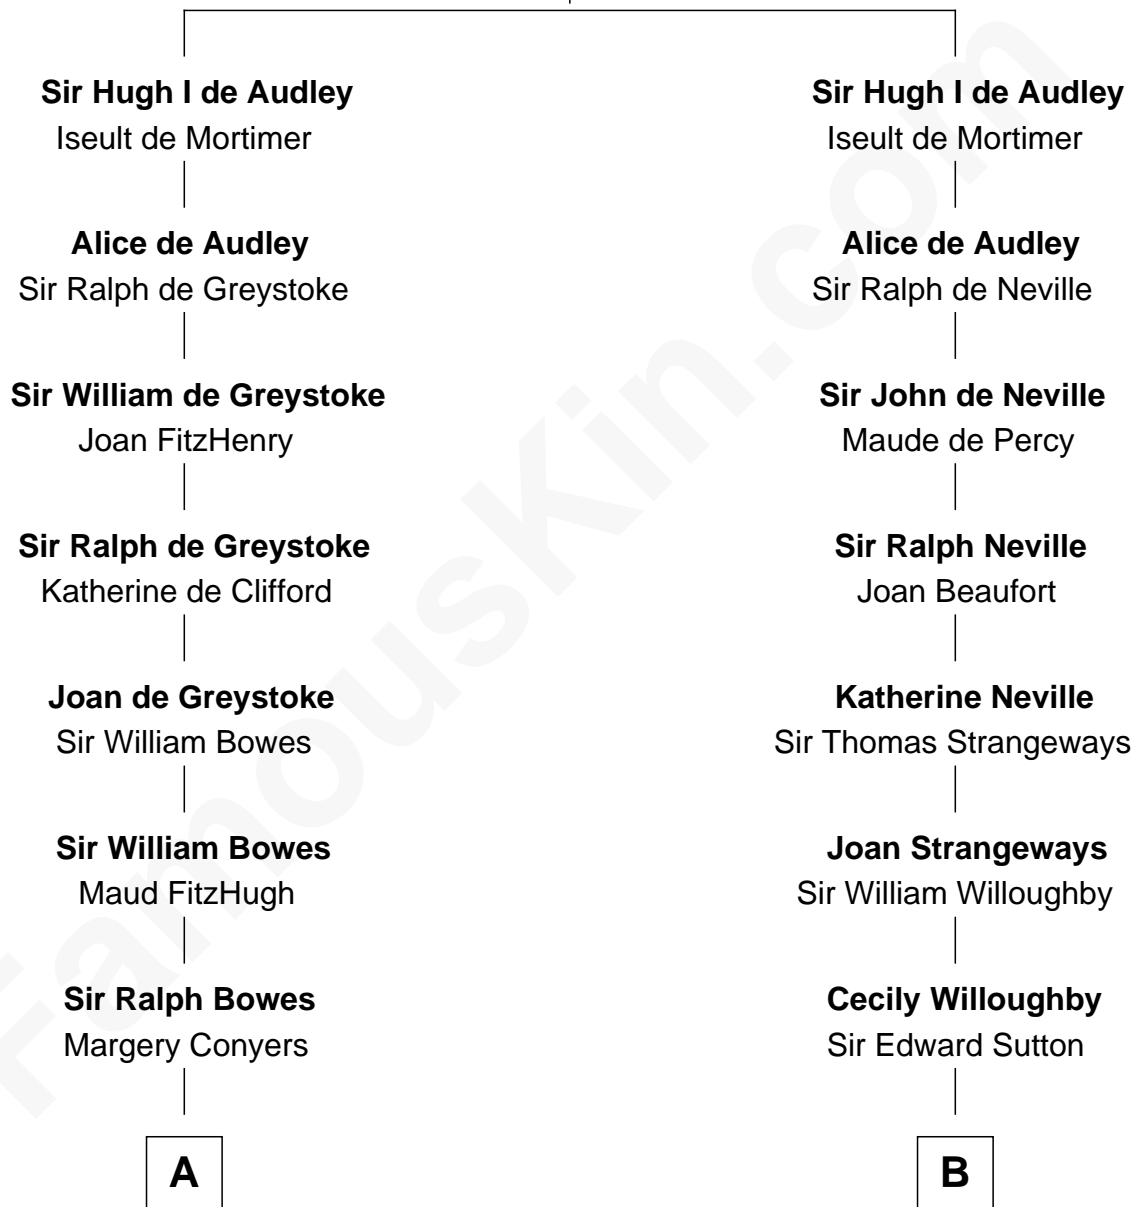 Sir Hugh I de Audley
Iseult de Mortimer
Alice de Audley
Sir Ralph de Greystoke
Sir William de Greystoke
Joan FitzHenry
Sir Ralph de Greystoke
Katherine de Clifford
Joan de Greystoke
Sir William Bowes
Sir William Bowes
Maud FitzHugh
Sir Ralph Bowes
Margery Conyers
A
Sir Hugh I de Audley
Iseult de Mortimer
Alice de Audley
Sir Ralph de Neville
Sir John de Neville
Maude de Percy
Sir Ralph Neville
Joan Beaufort
Katherine Neville
Sir Thomas Strangeways
Joan Strangeways
Sir William Willoughby
Cecily Willoughby
Sir Edward Sutton
B
FamousKin.com